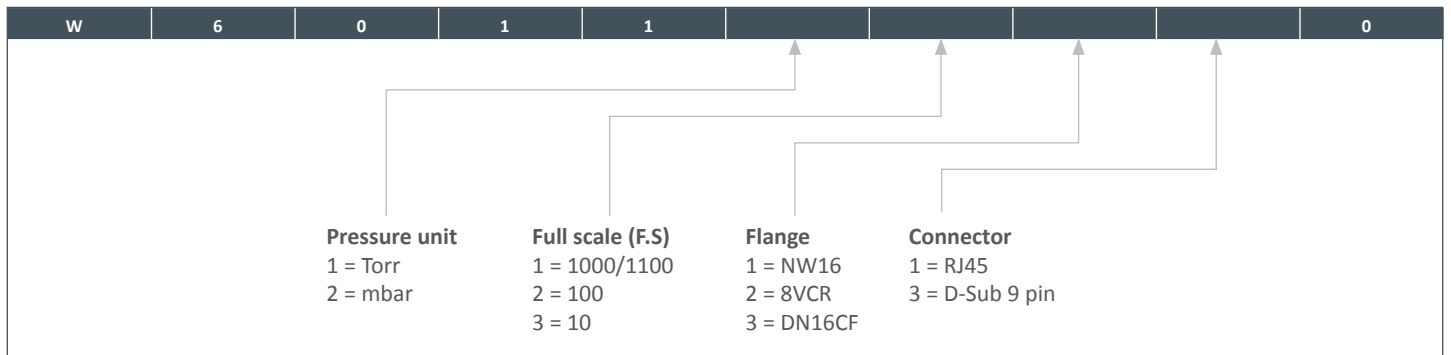 W 6 0 1 1 0
Pressure unit
1 = Torr
2 = mbar
Full scale (F.S)
1 = 1000/1100
2 = 100
3 = 10
Flange
1 = NW16
2 = 8VCR
3 = DN16CF
Connector
1 = RJ45
3 = D-Sub 9 pin